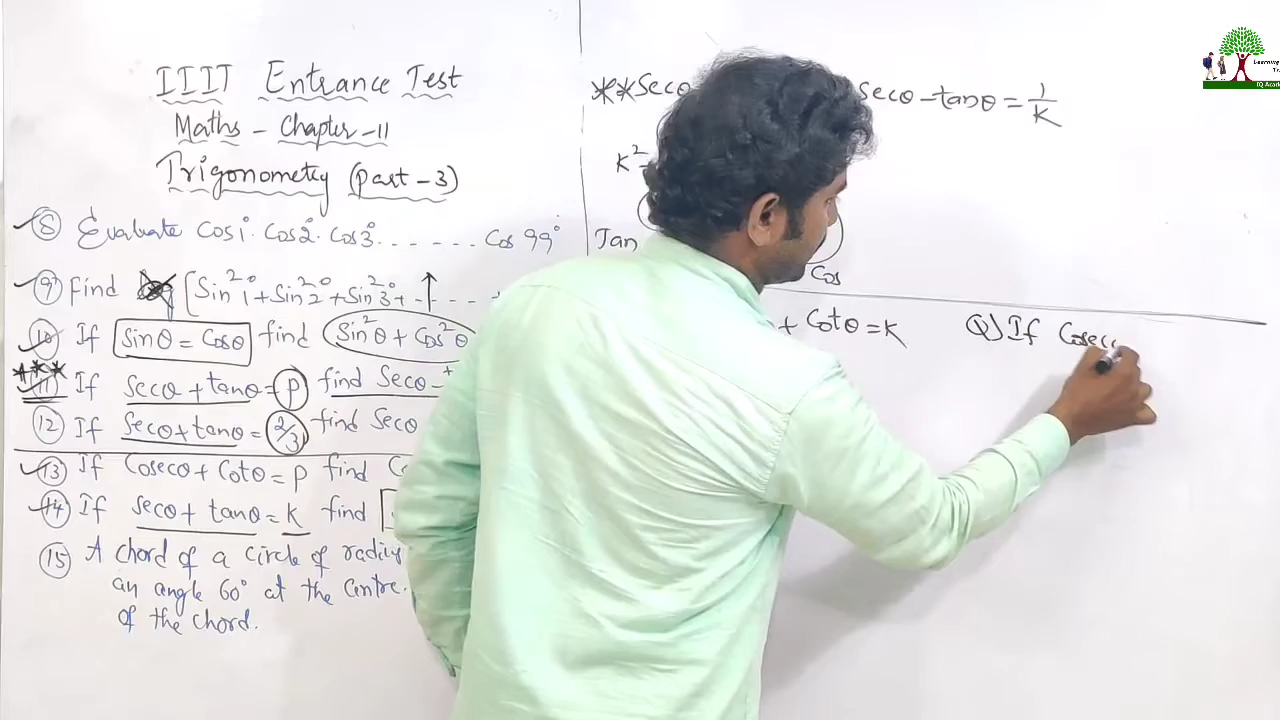 IIIT Entrance Test
Maths - Chapter-11
Trigonometry (part-3)
⑧ Evaluate Cos1°. Cos2°. Cos3°. ...... Cos 99°
⑨ Find [Sin²1°+Sin²2°+Sin²3°+ - - -
⑩ If Sinθ = Cosθ find Sin²θ + Cos²θ
*** ⑪ If Secθ + tanθ = p find Secθ -
⑫ If Secθ+tanθ = 2/3 find Secθ
⑬ If Cosecθ + Cotθ = p find
⑭ If secθ + tanθ = k find
⑮ A chord of a circle of radius
an angle 60° at the centre.
of the chord.
**Secθ
secθ - tanθ = 1/K
K²=
Tan
Cos
+ Cotθ = K
Q) If Cosec
Learning
IQ